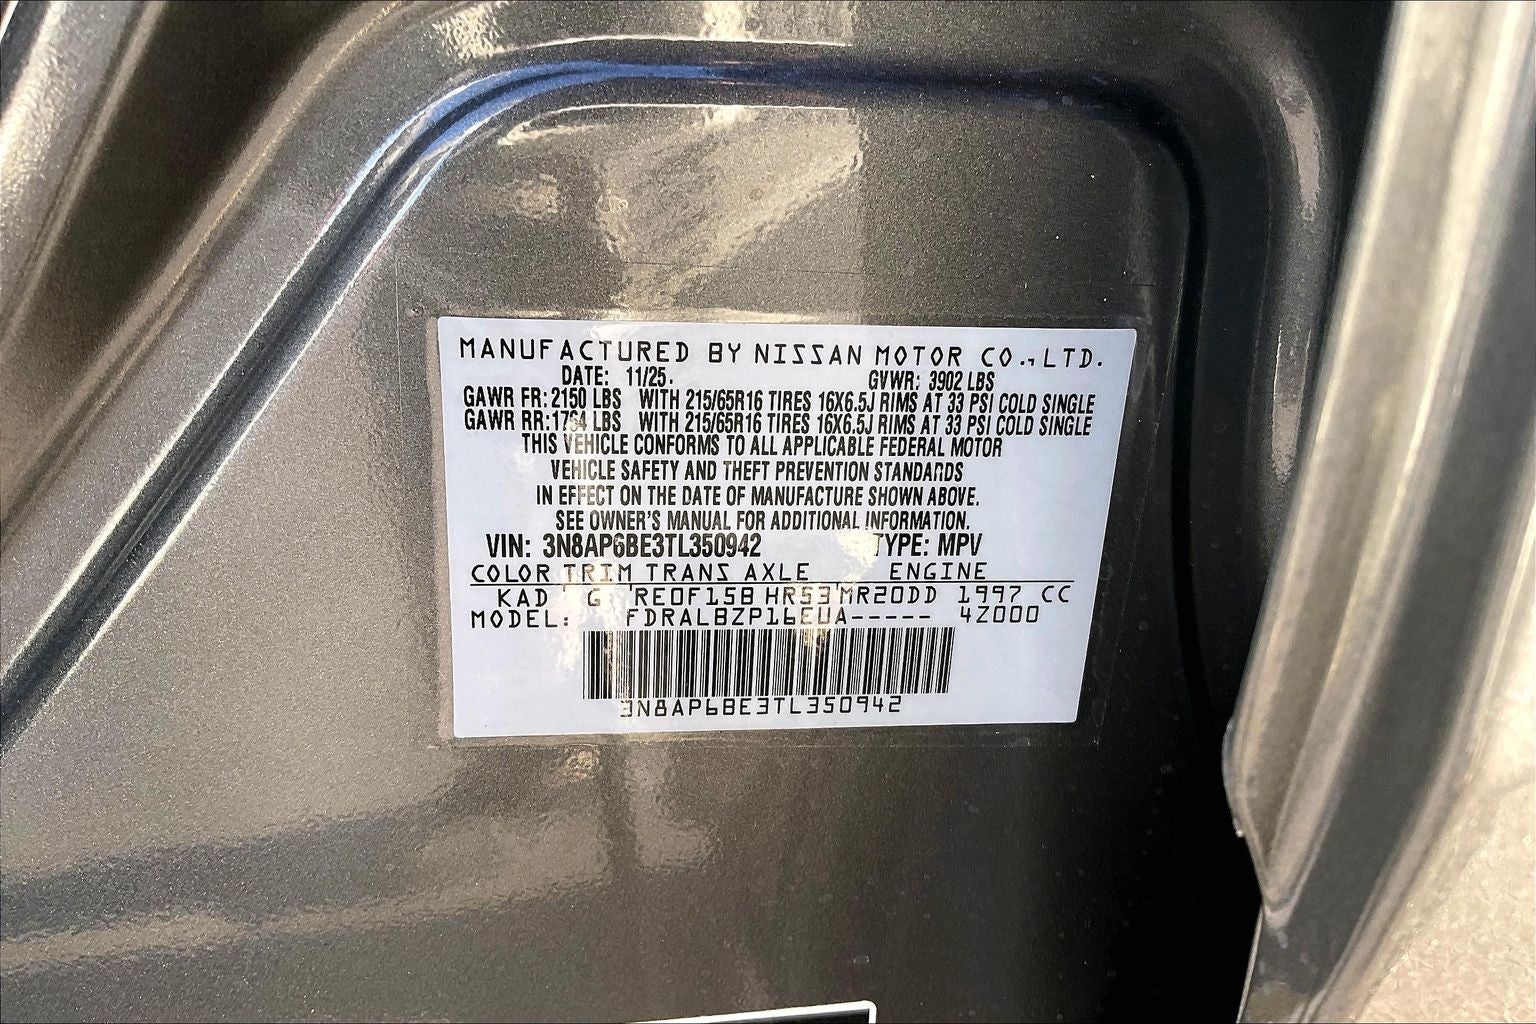 MANUFACTURED BY NISSAN MOTOR CO.,LTD.
DATE: 11/25. GVWR: 3902 LBS
GAWR FR: 2150 LBS WITH 215/65R16 TIRES 16X6.5J RIMS AT 33 PSI COLD SINGLE
GAWR RR: 1764 LBS WITH 215/65R16 TIRES 16X6.5J RIMS AT 33 PSI COLD SINGLE
THIS VEHICLE CONFORMS TO ALL APPLICABLE FEDERAL MOTOR
VEHICLE SAFETY AND THEFT PREVENTION STANDARDS
IN EFFECT ON THE DATE OF MANUFACTURE SHOWN ABOVE.
SEE OWNER'S MANUAL FOR ADDITIONAL INFORMATION.
VIN: 3N8AP6BE3TL350942 TYPE: MPV
COLOR TRIM TRANS AXLE ENGINE
KAD G RE0F15B HR53 MR20DD 1997 CC
MODEL: FDRALBZP16EUA----- 4Z000
3N8AP6BE3TL350942